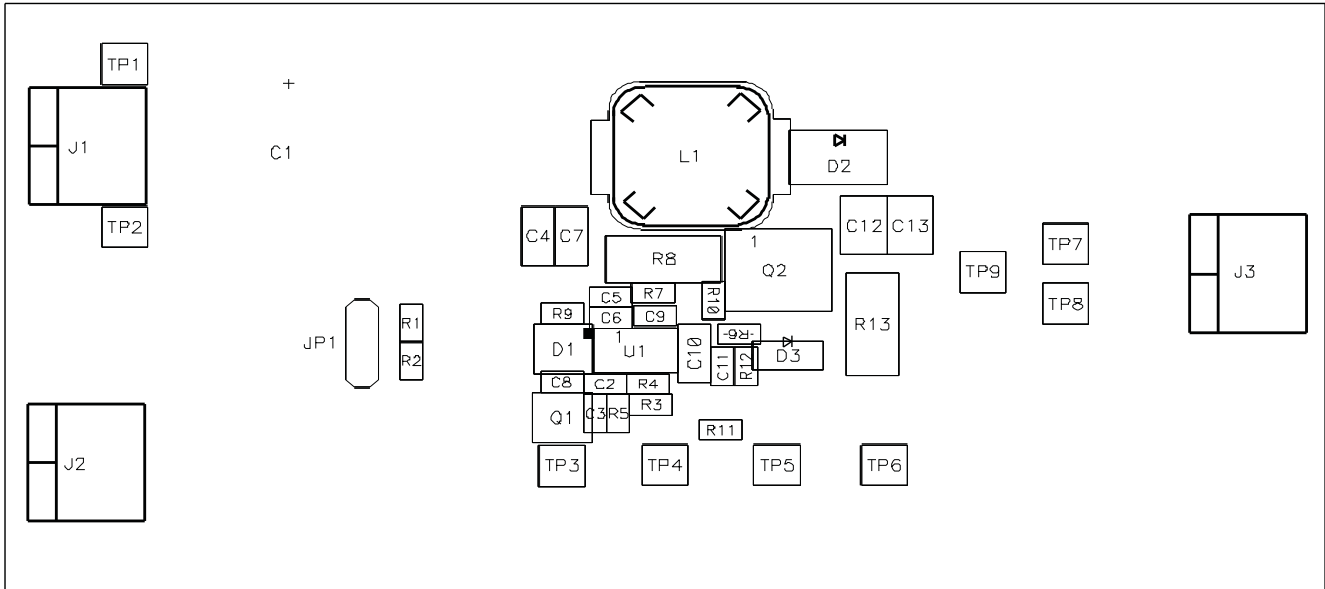 TP1
+
J1
C1
L1
D2
TP2
C4
C7
C12
C13
1
R8
Q2
TP7
TP9
J3
C5
R7
R10
TP8
R9
C6
C9
R1
R13
JP1
D1
1
U1
C10
-R6-
D3
R2
C11
R12
C8
C2
R4
Q1
C3
R5
R3
R11
J2
TP3
TP4
TP5
TP6